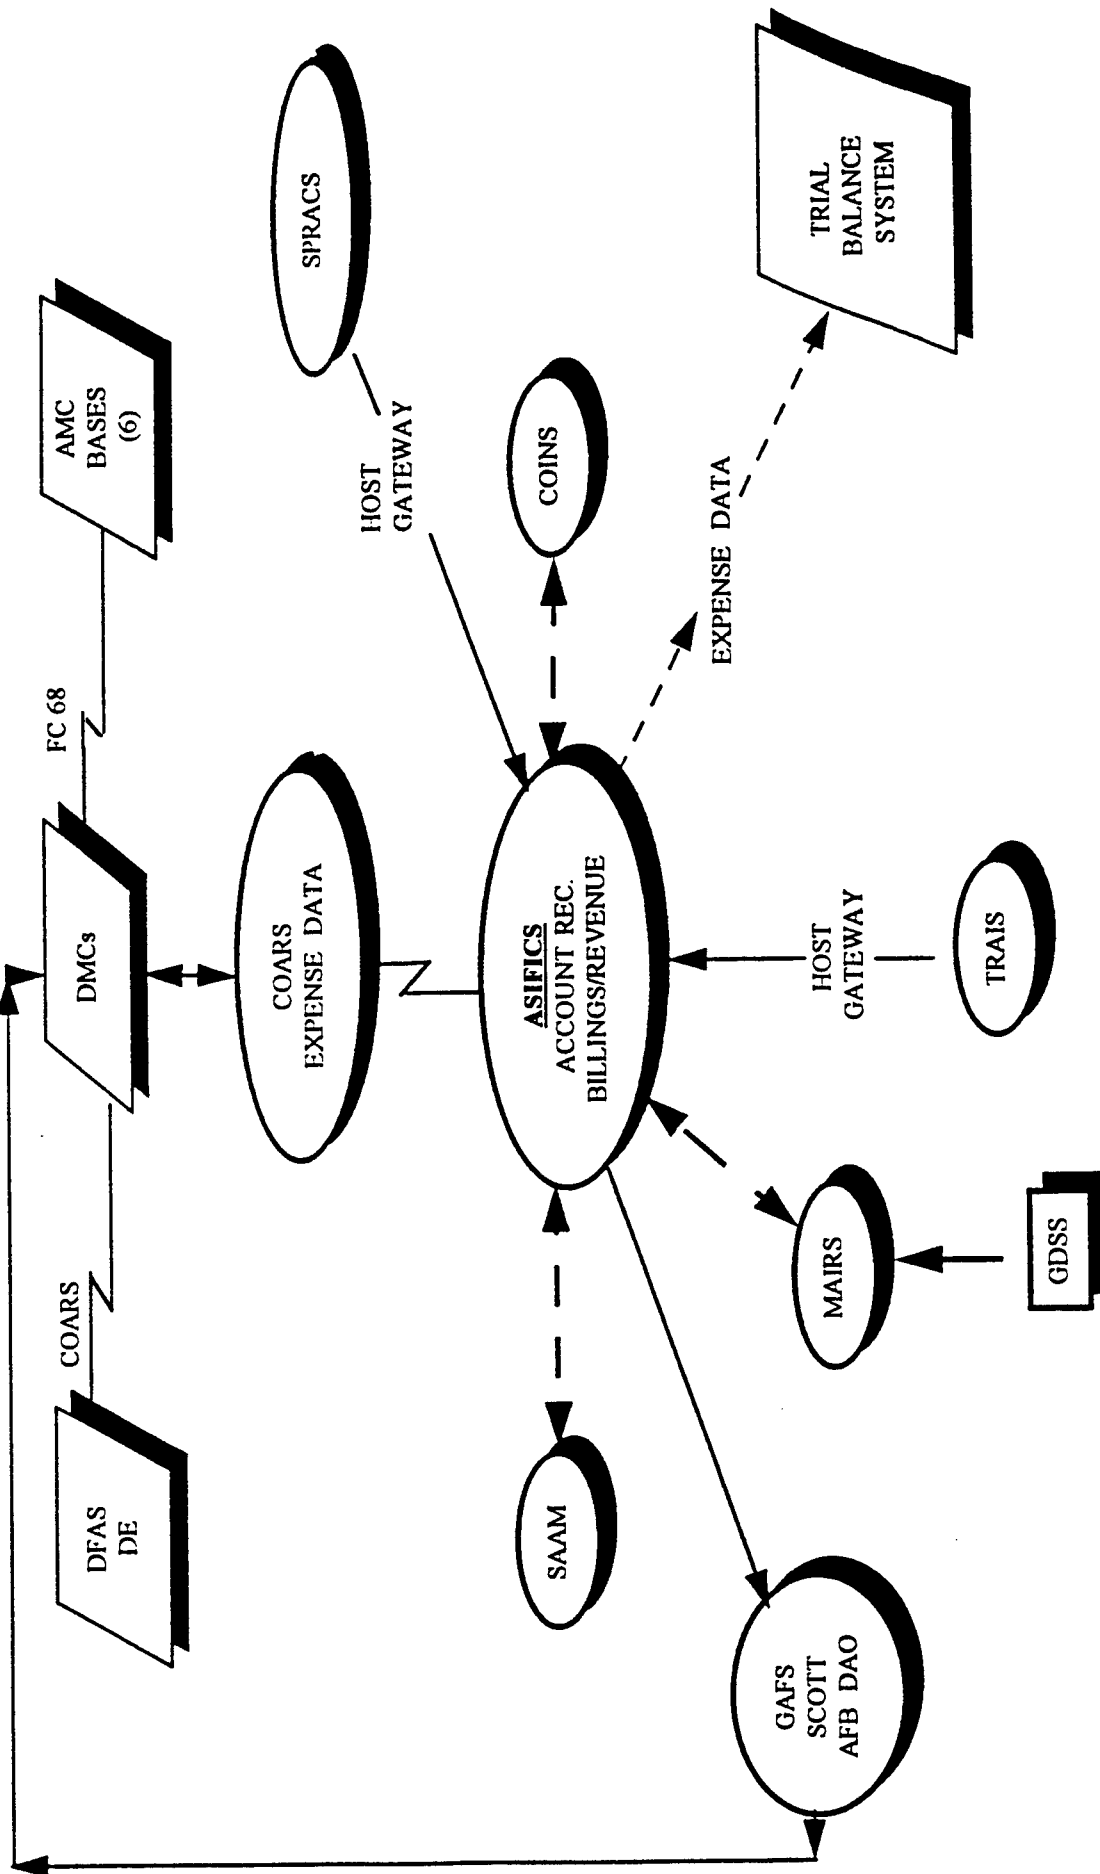 DFAS
DE
COARS
DMCs
FC 68
AMC
BASES
(6)
COARS
EXPENSE DATA
SPRACS
HOST
GATEWAY
SAAM
ASIFICS
ACCOUNT REC.
BILLINGS/REVENUE
COINS
EXPENSE DATA
GAFS
SCOTT
AFB DAO
MAIRS
HOST
GATEWAY
TRIAL
BALANCE
SYSTEM
TRAIS
GDSS